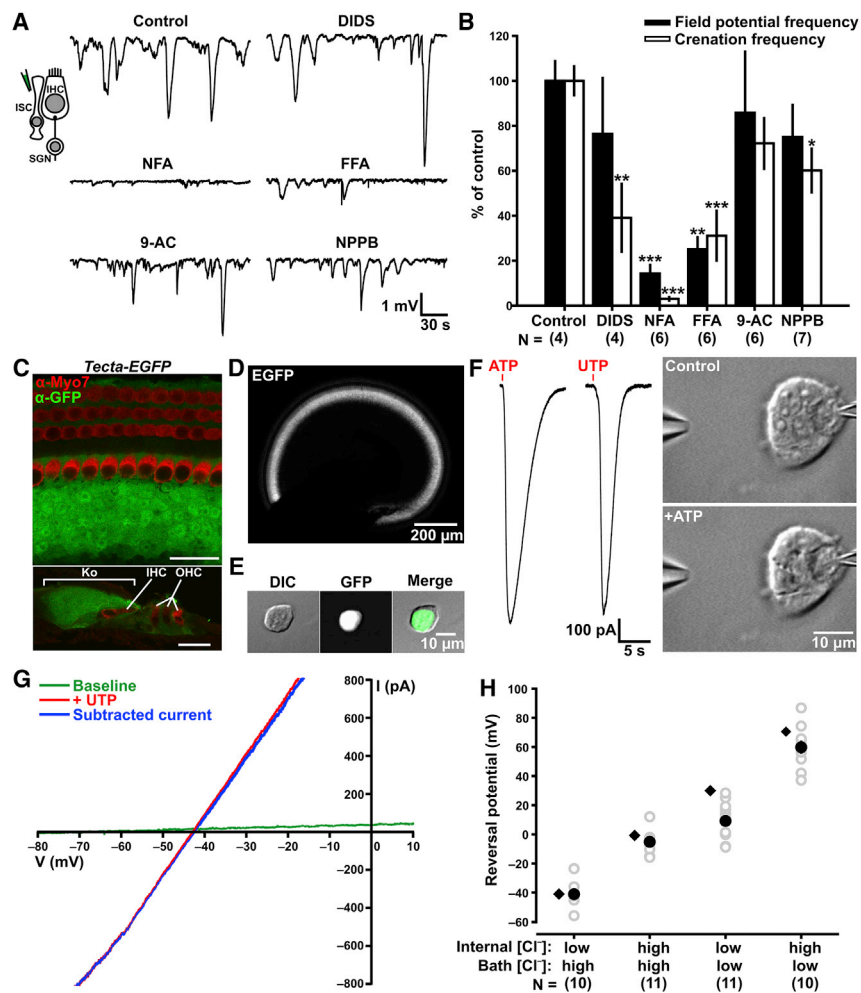 A
Control
DIDS
IHC
ISC
SGN
NFA
FFA
9-AC
NPPB
1 mV
30 s
B
Field potential frequency
Crenation frequency
% of control
120
100
80
60
40
20
0
**
***
***
**
***
*
Control DIDS NFA FFA 9-AC NPPB
N = (4) (4) (6) (6) (6) (7)
C
Tecta-EGFP
α-Myo7
α-GFP
Ko
IHC
OHC
D
EGFP
200 µm
E
DIC GFP Merge
10 µm
F
ATP
UTP
100 pA
5 s
Control
+ATP
10 µm
G
Baseline
+ UTP
Subtracted current
I (pA)
800
600
400
200
–80 –70 –60 –50 –40 –30 –20 –10 0 10
V (mV)
–200
–400
–600
–800
H
Reversal potential (mV)
100
80
60
40
20
0
–20
–40
–60
Internal [Cl⁻]: low high low high
Bath [Cl⁻]: high high low low
N = (10) (11) (11) (10)